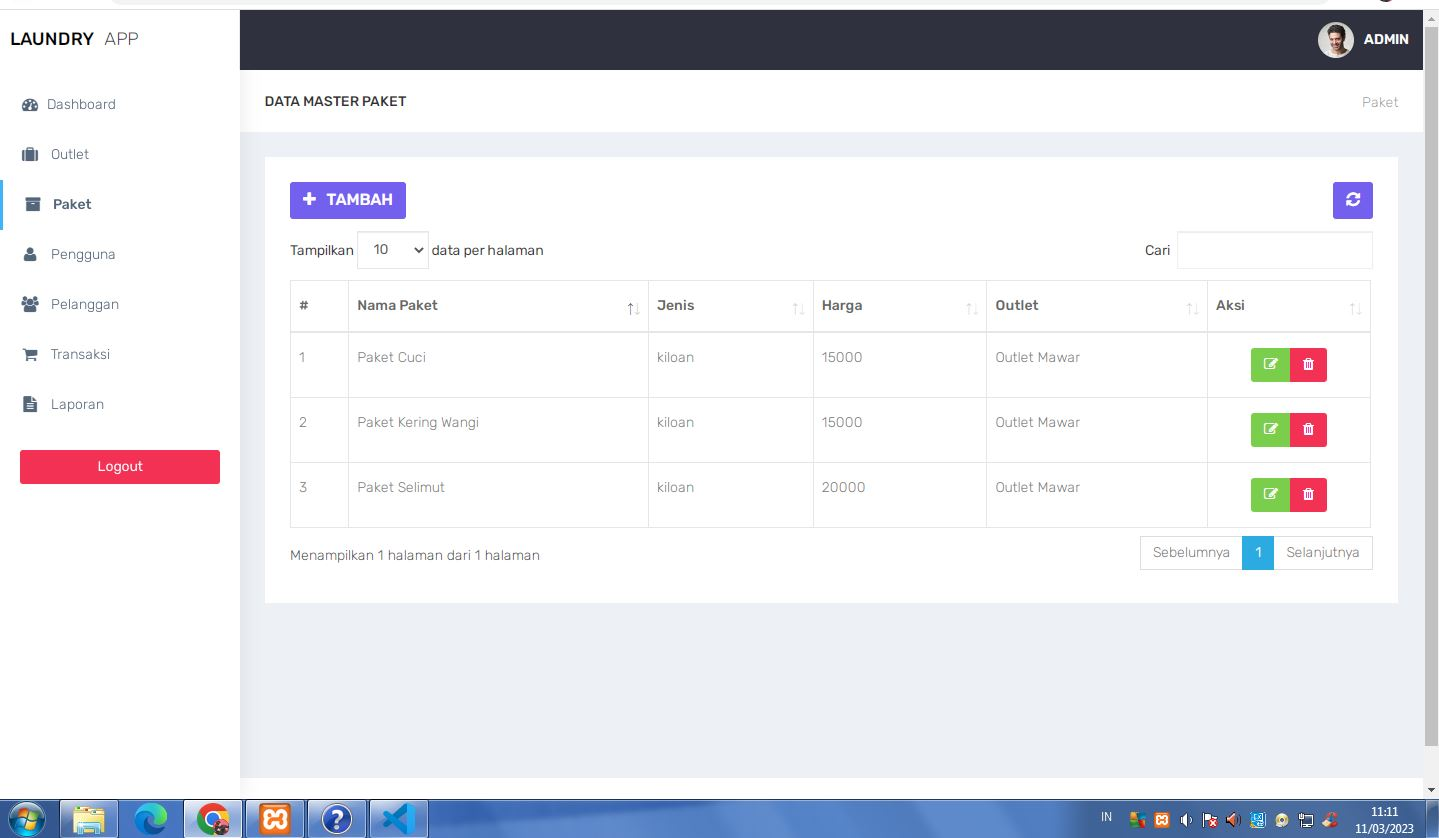 LAUNDRY APP
ADMIN
Dashboard
Outlet
Paket
Pengguna
Pelanggan
Transaksi
Laporan
Logout
DATA MASTER PAKET
Paket
TAMBAH
Tampilkan 10 data per halaman
Cari
# Nama Paket Jenis Harga Outlet Aksi
1 Paket Cuci kiloan 15000 Outlet Mawar
2 Paket Kering Wangi kiloan 15000 Outlet Mawar
3 Paket Selimut kiloan 20000 Outlet Mawar
Menampilkan 1 halaman dari 1 halaman
Sebelumnya 1 Selanjutnya
IN
11:11
11/03/2023